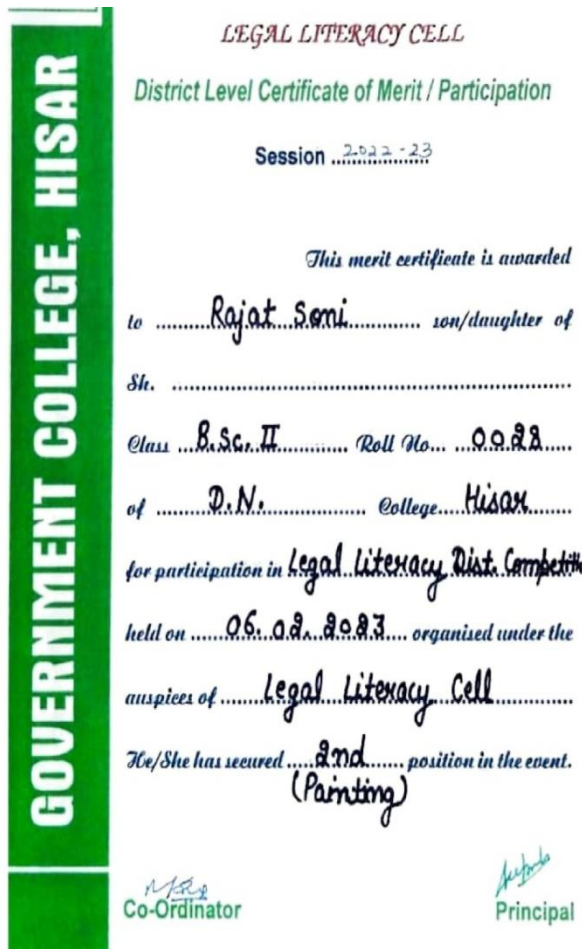 GOVERNMENT COLLEGE, HISAR
LEGAL LITERACY CELL
District Level Certificate of Merit / Participation
Session 2022-23
This merit certificate is awarded
to Rajat Soni son/daughter of
Sh.
Class B.Sc. II Roll No. 0028
of D.N. College Hisar
for participation in Legal Literacy Dist. Competiti
held on 06.02.2023 organised under the
auspices of Legal Literacy Cell
He/She has secured 2nd position in the event.
(Painting)
Co-Ordinator
Principal